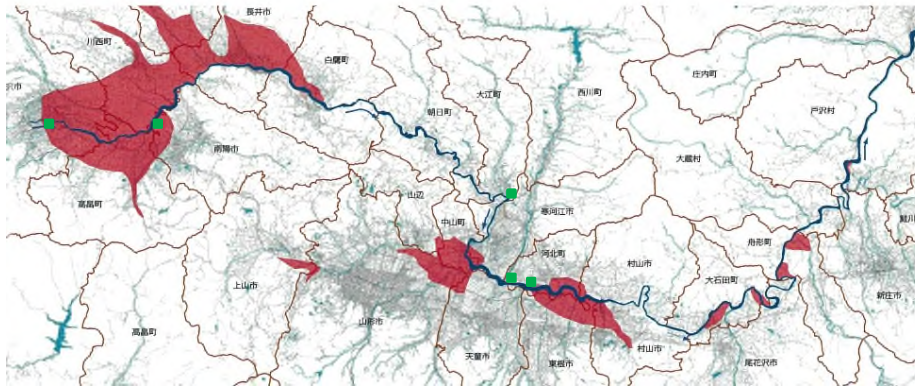 長井市
川西町
白鷹町
庄内町
沢市
大江町
西川町
戸沢村
朝日町
南陽市
大蔵村
山辺
高畠町
中山町
寒河江市
鮭川
舟形町
河北町
村山市
大石田町
上山市
新庄市
高畠町
山形市
天童市
東根市
村山市
尾花沢市